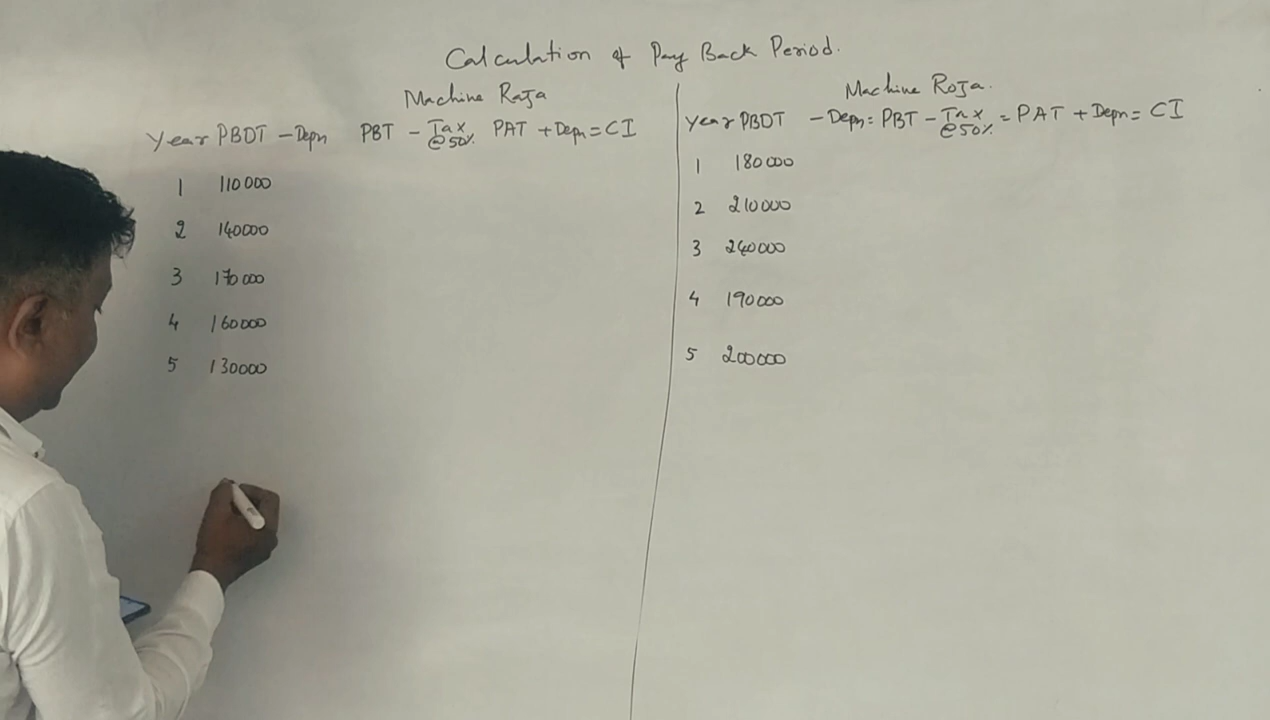 Calculation of Pay Back Period.
Machine Raja
Year PBDT - Depn PBT - Tax @50% PAT + Depn = CI
1 110000
2 140000
3 170000
4 160000
5 130000
Machine Roja.
Year PBDT - Depn = PBT - Tax @50% = PAT + Depn = CI
1 180000
2 210000
3 240000
4 190000
5 200000